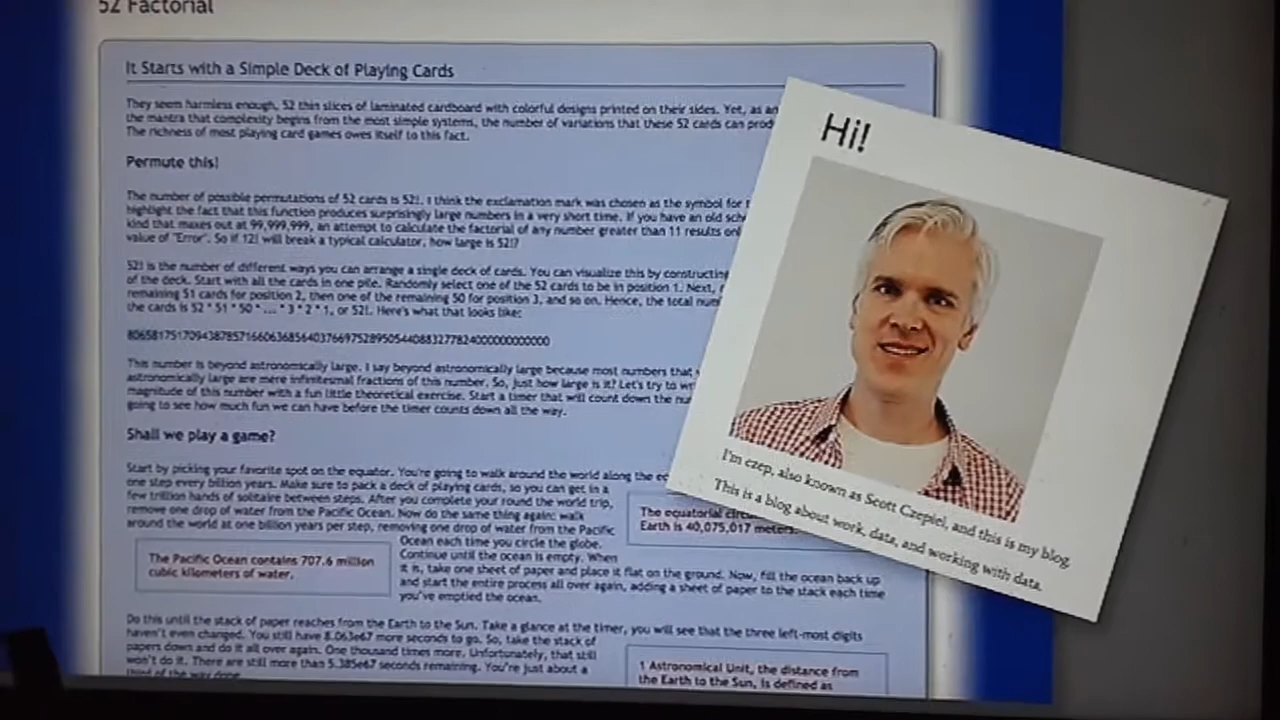 52 Factorial
It Starts with a Simple Deck of Playing Cards
They seem harmless enough, 52 thin slices of laminated cardboard with colorful designs printed on their sides. Yet, as an
the mantra that complexity begins from the most simple systems, the number of variations that these 52 cards can prod
The richness of most playing card games owes itself to this fact.
Permute this!
The number of possible permutations of 52 cards is 52!. I think the exclamation mark was chosen as the symbol for
highlight the fact that this function produces surprisingly large numbers in a very short time. If you have an old sch
kind that maxes out at 99,999,999, an attempt to calculate the factorial of any number greater than 11 results on
value of "Error". So if 12! will break a typical calculator, how large is 52!?
52! is the number of different ways you can arrange a single deck of cards. You can visualize this by constructin
of the deck. Start with all the cards in one pile. Randomly select one of the 52 cards to be in position 1. Next,
remaining 51 cards for position 2, then one of the remaining 50 for position 3, and so on. Hence, the total num
the cards is 52 * 51 * 50 * ... * 3 * 2 * 1, or 52!. Here's what that looks like:
80658175170943878571660636856403766975289505440883277824000000000000
This number is beyond astronomically large. I say beyond astronomically large because most numbers that
astronomically large are mere infinitesmal fractions of this number. So, just how large is it? Let's try to wr
magnitude of this number with a fun little theoretical exercise. Start a timer that will count down the nu
going to see how much fun we can have before the timer counts down all the way.
Shall we play a game?
Start by picking your favorite spot on the equator. You're going to walk around the world along the
one step every billion years. Make sure to pack a deck of playing cards, so you can get in a
few trillion hands of solitaire between steps. After you complete your round the world trip,
remove one drop of water from the Pacific Ocean. Now do the same thing again: walk
around the world at one billion years per step, removing one drop of water from the Pacific
Ocean each time you circle the globe.
Continue until the ocean is empty. When
it is, take one sheet of paper and place it flat on the ground. Now, fill the ocean back up
and start the entire process all over again, adding a sheet of paper to the stack each time
you've emptied the ocean.
The equatorial circ
Earth is 40,075,017 meters.
The Pacific Ocean contains 707.6 million
cubic kilometers of water.
Do this until the stack of paper reaches from the Earth to the Sun. Take a glance at the timer, you will see that the three left-most digits
haven't even changed. You still have 8.063e67 more seconds to go. So, take the stack of
papers down and do it all over again. One thousand times more. Unfortunately, that still
won't do it. There are still more than 5.385e67 seconds remaining. You're just about a
third of the way done.
1 Astronomical Unit, the distance from
the Earth to the Sun, is defined as
Hi!
I'm czep, also known as Scott Czepiel, and this is my blog.
This is a blog about work, data, and working with data.